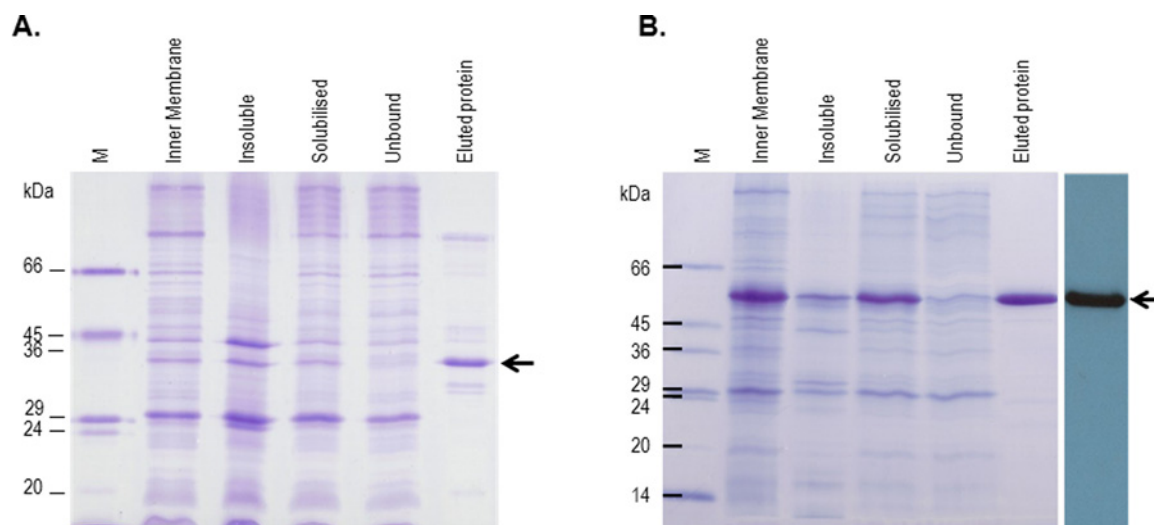 A.
M
Inner Membrane
Insoluble
Solubilised
Unbound
Eluted protein
kDa
66
45
36
29
24
20
B.
M
Inner Membrane
Insoluble
Solubilised
Unbound
Eluted protein
kDa
66
45
36
29
24
20
14